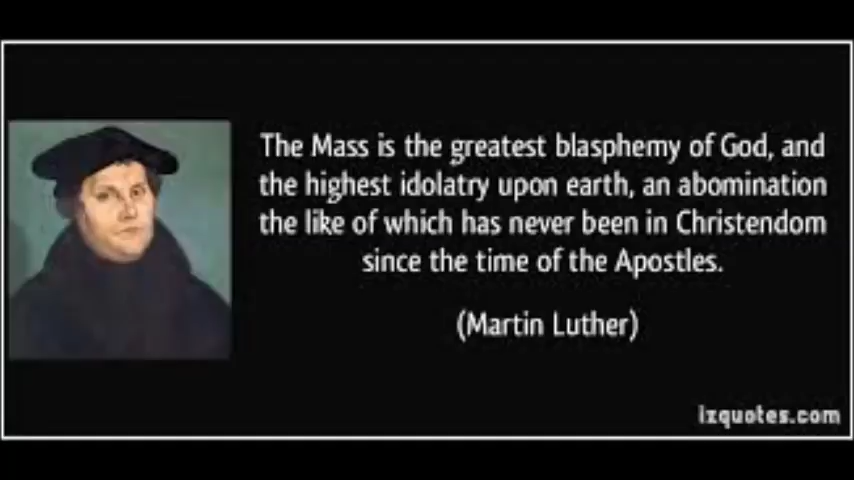 The Mass is the greatest blasphemy of God, and
the highest idolatry upon earth, an abomination
the like of which has never been in Christendom
since the time of the Apostles.
(Martin Luther)
izquotes.com